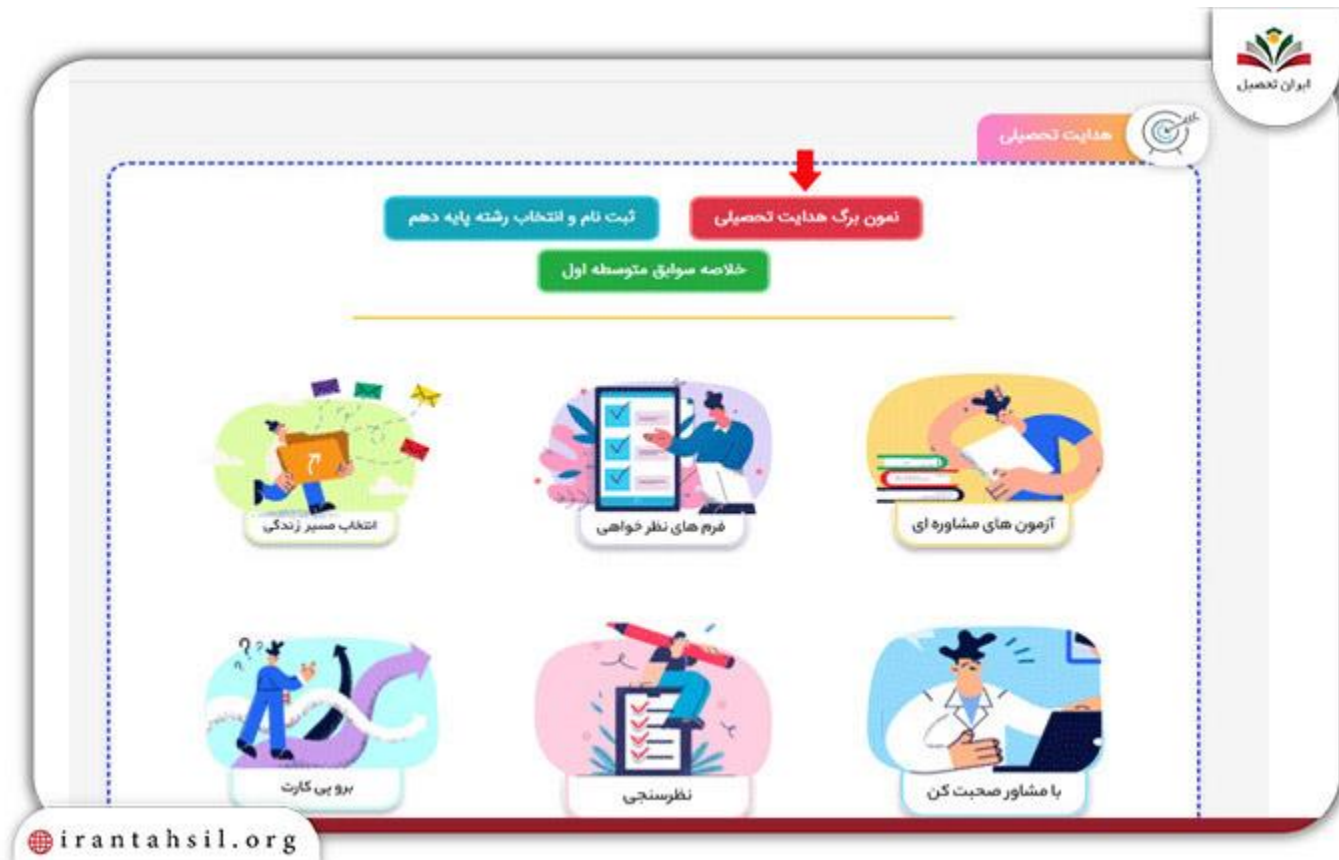 ایران تحصیل
هدایت تحصیلی
نمون برگ هدایت تحصیلی
ثبت نام و انتخاب رشته پایه دهم
خلاصه سوابق متوسطه اول
آزمون های مشاوره ای
فرم های نظر خواهی
انتخاب مسیر زندگی
با مشاور صحبت کن
نظرسنجی
برو پی کارت
irantahsil.org